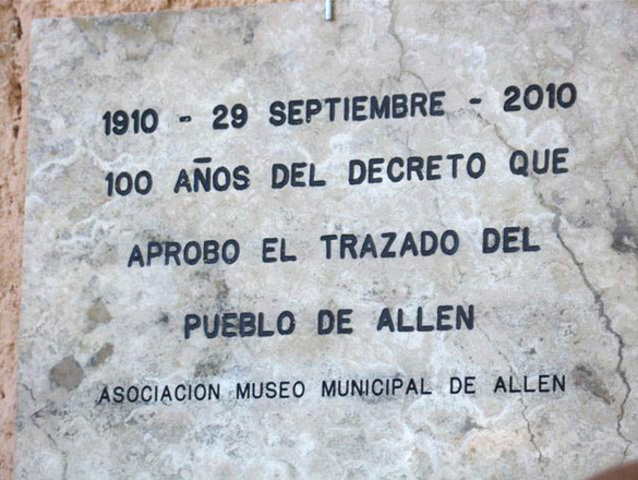 1910 - 29 SEPTIEMBRE - 2010
100 AÑOS DEL DECRETO QUE
APROBO EL TRAZADO DEL
PUEBLO DE ALLEN
ASOCIACION MUSEO MUNICIPAL DE ALLEN